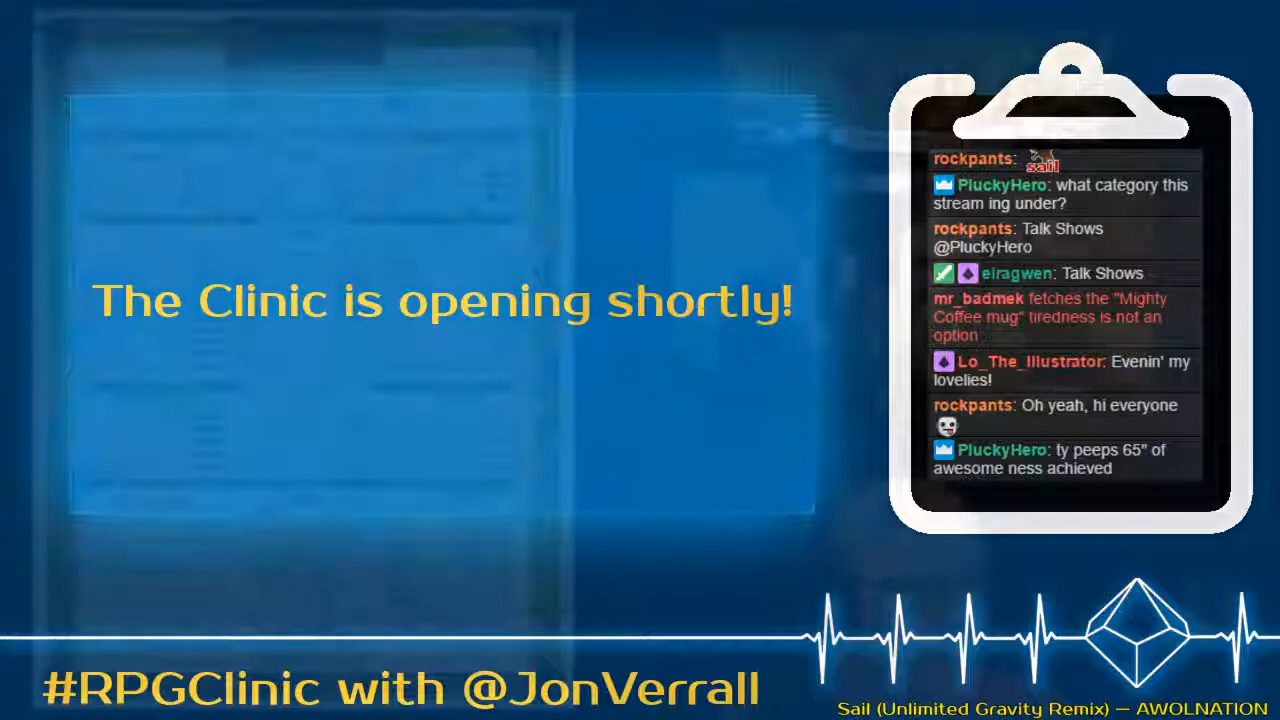 The Clinic is opening shortly!
rockpants:
sail
PluckyHero: what category this
stream ing under?
rockpants: Talk Shows
@PluckyHero
elragwen: Talk Shows
mr_badmek fetches the "Mighty
Coffee mug" tiredness is not an
option
Lo_The_Illustrator: Evenin' my
lovelies!
rockpants: Oh yeah, hi everyone
PluckyHero: ty peeps 65" of
awesome ness achieved
#RPGClinic with @JonVerrall
Sail (Unlimited Gravity Remix) — AWOLNATION